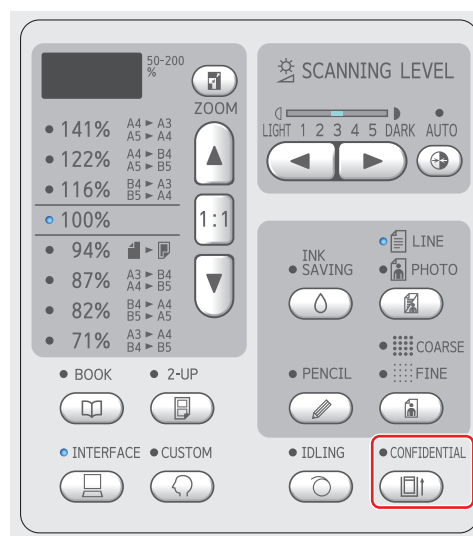 50-200
%
ZOOM
141% A4 ► A3
A5 ► A4
122% A4 ► B4
A5 ► B5
116% B4 ► A3
B5 ► A4
100%
1:1
94%
87% A3 ► B4
A4 ► B5
82% B4 ► A4
B5 ► A5
71% A3 ► A4
B4 ► B5
BOOK
2-UP
INTERFACE
CUSTOM
SCANNING LEVEL
LIGHT 1 2 3 4 5 DARK
AUTO
INK
SAVING
LINE
PHOTO
PENCIL
COARSE
FINE
IDLING
CONFIDENTIAL